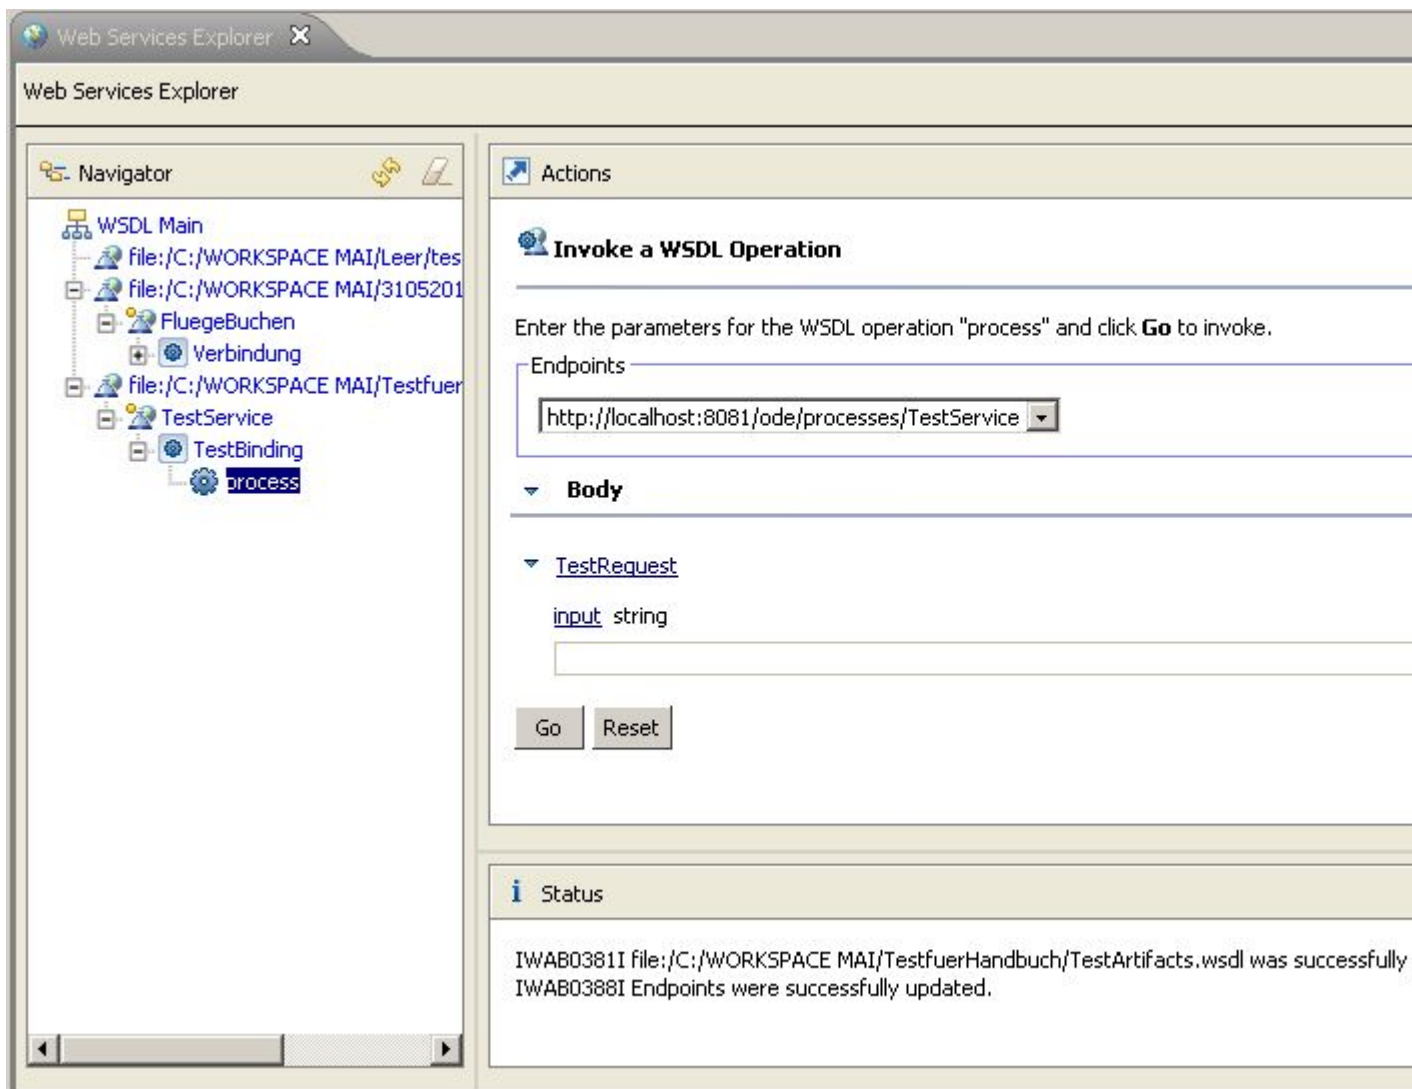 Web Services Explorer
Web Services Explorer
Navigator
WSDL Main
file:/C:/WORKSPACE MAI/Leer/tes
file:/C:/WORKSPACE MAI/3105201
FluegeBuchen
Verbindung
file:/C:/WORKSPACE MAI/Testfuer
TestService
TestBinding
process
Actions
Invoke a WSDL Operation
Enter the parameters for the WSDL operation "process" and click Go to invoke.
Endpoints
http://localhost:8081/ode/processes/TestService
Body
TestRequest
input string
Go Reset
i Status
IWAB0381I file:/C:/WORKSPACE MAI/TestfuerHandbuch/TestArtifacts.wsdl was successfully
IWAB0388I Endpoints were successfully updated.